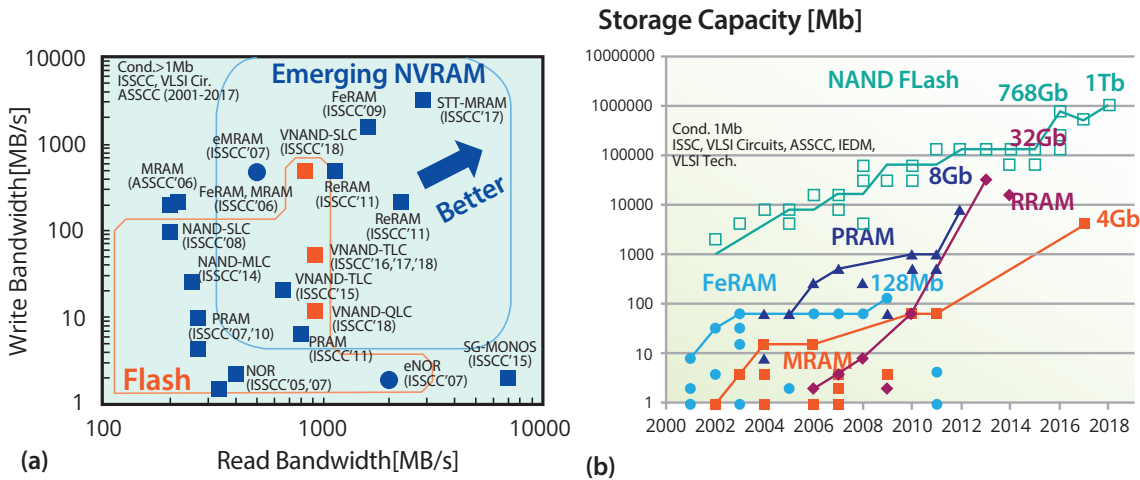 Storage Capacity [Mb]
10000
1000
100
10
1
Write Bandwidth[MB/s]
Cond.>1Mb
ISSCC, VLSI Cir.
ASSCC (2001-2017)
Emerging NVRAM
FeRAM
(ISSCC'09)
STT-MRAM
(ISSCC'17)
eMRAM
(ISSCC'07)
VNAND-SLC
(ISSCC'18)
MRAM
(ASSCC'06)
FeRAM, MRAM
(ISSCC'06)
ReRAM
(ISSCC'11)
Better
ReRAM
(ISSCC'11)
NAND-SLC
(ISSCC'08)
VNAND-TLC
(ISSCC'16,'17,'18)
NAND-MLC
(ISSCC'14)
VNAND-TLC
(ISSCC'15)
VNAND-QLC
(ISSCC'18)
PRAM
(ISSCC'07,'10)
PRAM
(ISSCC'11)
SG-MONOS
(ISSCC'15)
Flash
NOR
(ISSCC'05,'07)
eNOR
(ISSCC'07)
100
1000
10000
(a)
Read Bandwidth[MB/s]
10000000
1000000
100000
10000
1000
100
10
1
NAND FLash
768Gb
1Tb
Cond. 1Mb
ISSC, VLSI Circuits, ASSCC, IEDM,
VLSI Tech.
32Gb
8Gb
RRAM
4Gb
PRAM
FeRAM
128Mb
MRAM
2000 2002 2004 2006 2008 2010 2012 2014 2016 2018
(b)